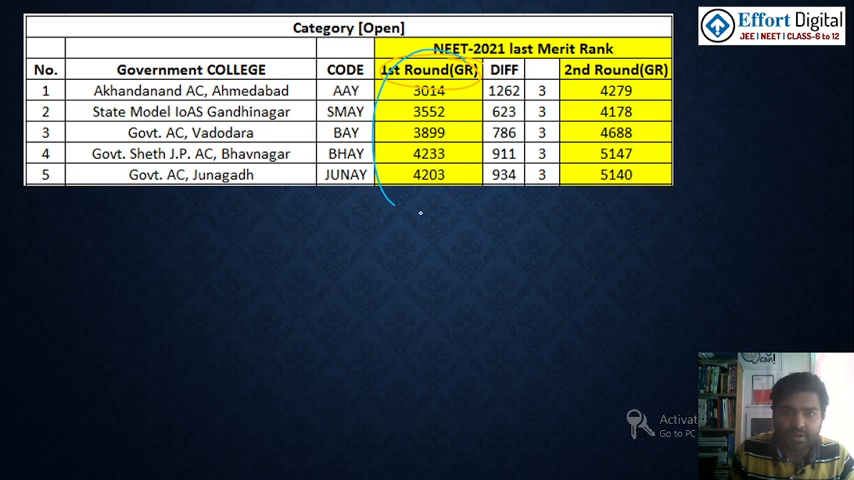 Category [Open]
NEET-2021 last Merit Rank
No. Government COLLEGE CODE 1st Round(GR) DIFF 2nd Round(GR)
1 Akhandanand AC, Ahmedabad AAY 3014 1262 3 4279
2 State Model IoAS Gandhinagar SMAY 3552 623 3 4178
3 Govt. AC, Vadodara BAY 3899 786 3 4688
4 Govt. Sheth J.P. AC, Bhavnagar BHAY 4233 911 3 5147
5 Govt. AC, Junagadh JUNAY 4203 934 3 5140
Effort Digital
JEE I NEET I CLASS-6 to 12
can!
Activat
Go to PC